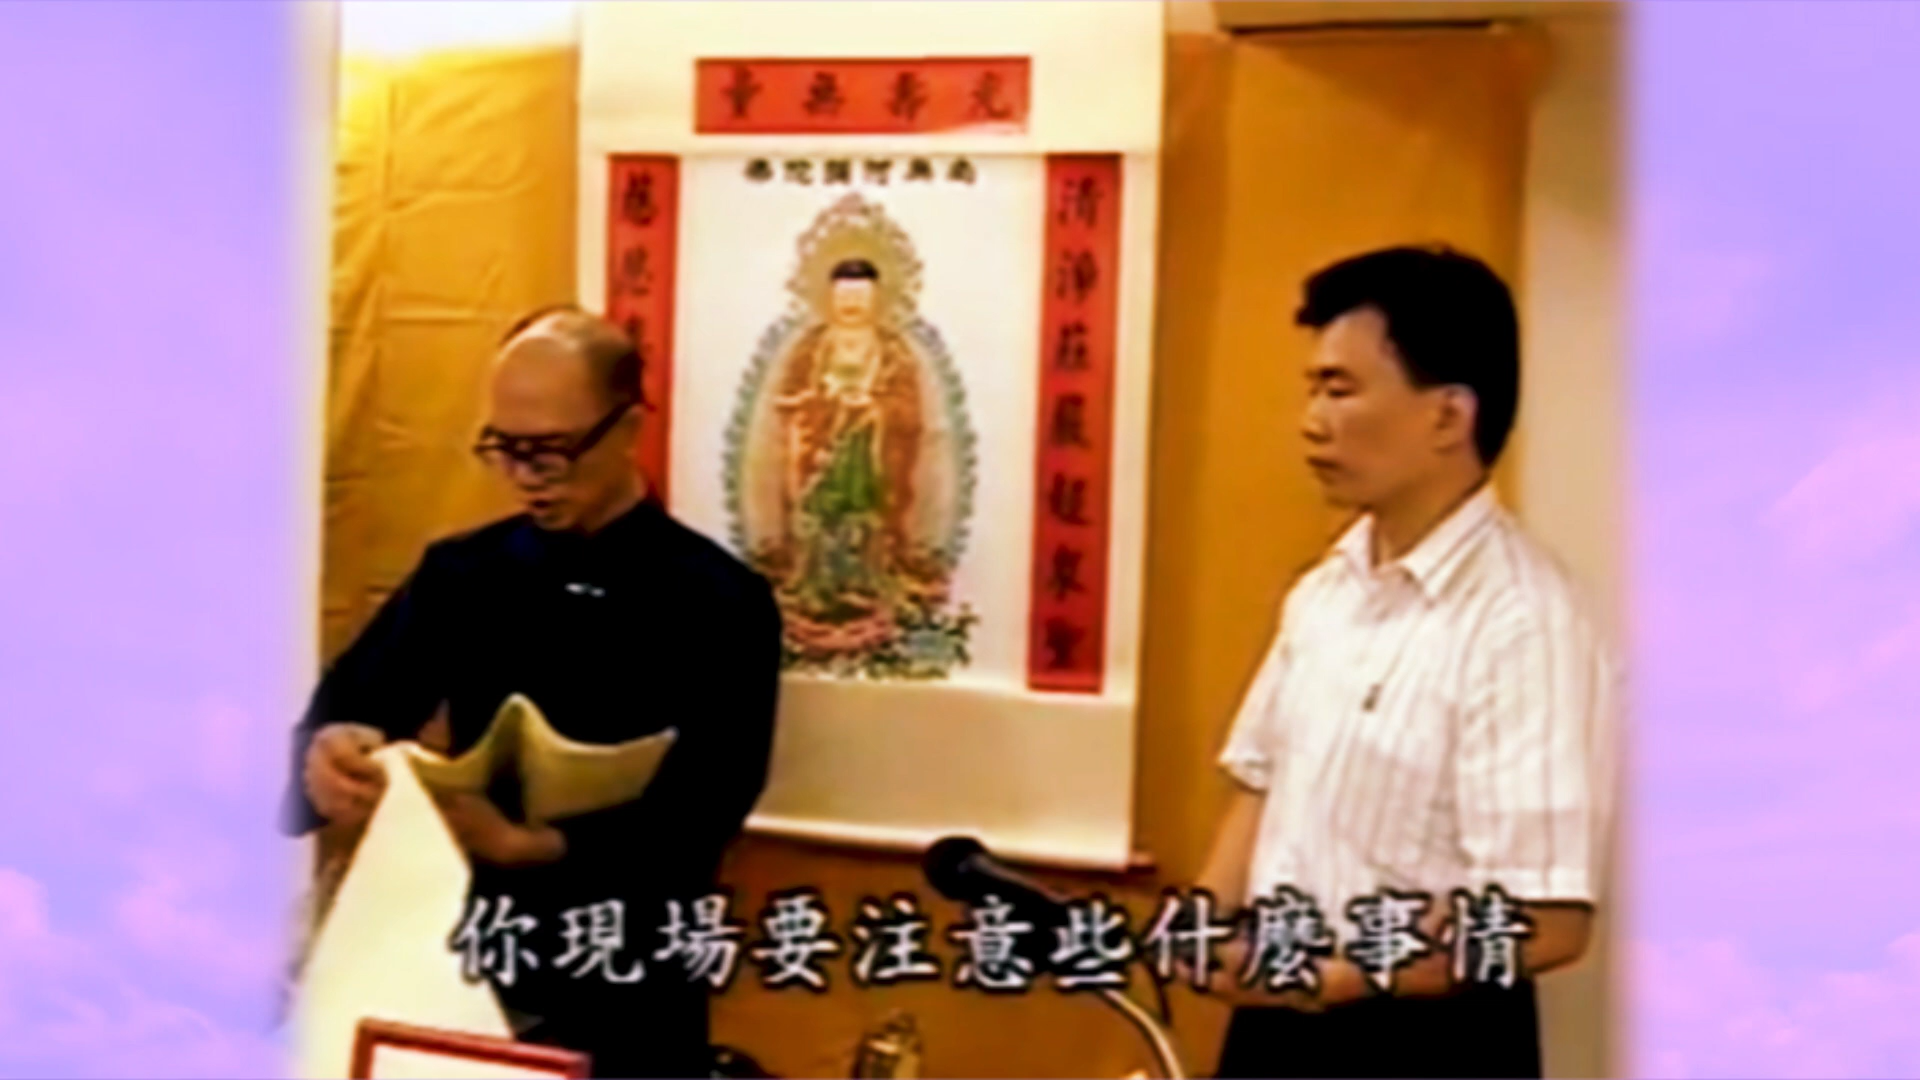 光壽無量
南無阿彌陀佛
清淨莊嚴超眾聖
慈悲
你現場要注意些什麼事情